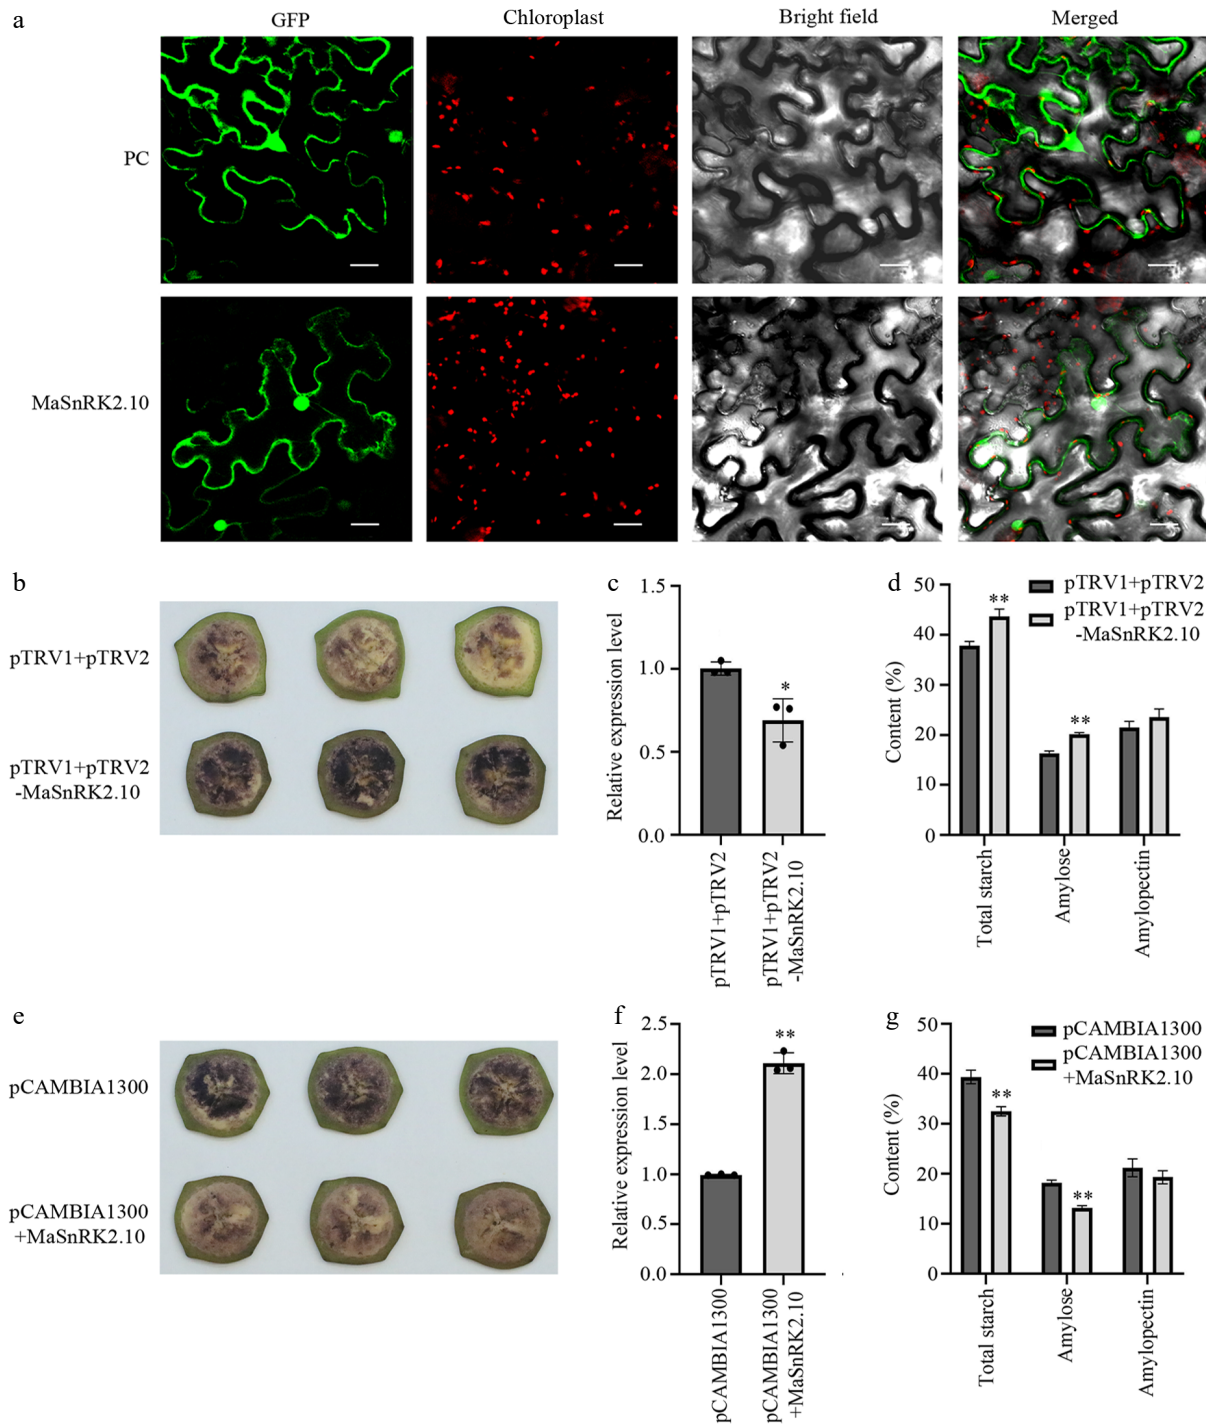 a
GFP
Chloroplast
Bright field
Merged
PC
MaSnRK2.10
b
pTRV1+pTRV2
pTRV1+pTRV2
-MaSnRK2.10
c
1.5
1.0
0.5
0.0
Relative expression level
*
pTRV1+pTRV2
pTRV1+pTRV2
-MaSnRK2.10
d
50
40
30
20
10
0
Content (%)
pTRV1+pTRV2
pTRV1+pTRV2
-MaSnRK2.10
**
**
Total starch
Amylose
Amylopectin
e
pCAMBIA1300
pCAMBIA1300
+MaSnRK2.10
f
2.5
2.0
1.5
1.0
0.5
0.0
Relative expression level
**
pCAMBIA1300
pCAMBIA1300
+MaSnRK2.10
g
50
40
30
20
10
0
Content (%)
pCAMBIA1300
pCAMBIA1300
+MaSnRK2.10
**
**
Total starch
Amylose
Amylopectin